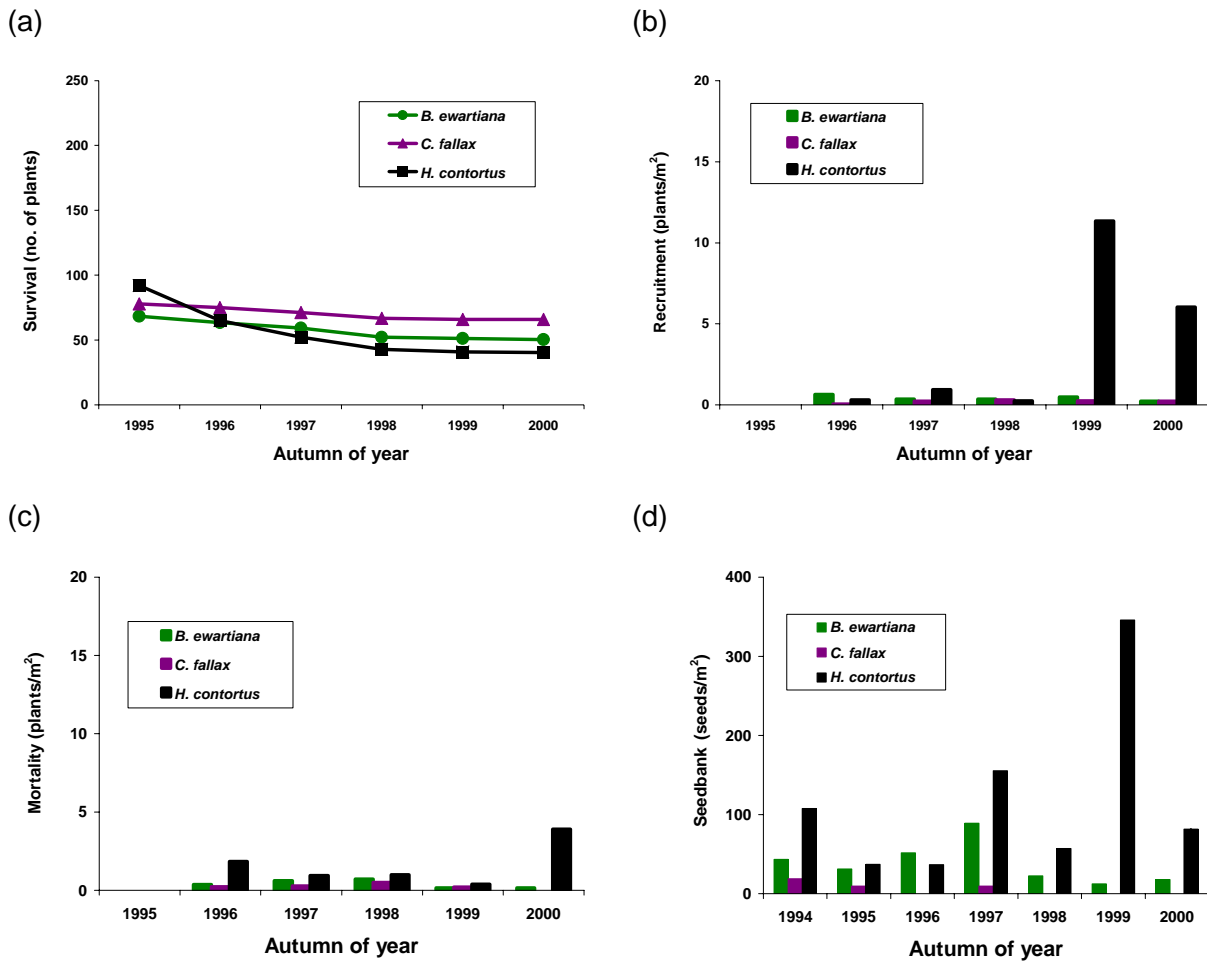 (a)
250
200
150
100
50
0
Survival (no. of plants)
B. ewartiana
C. fallax
H. contortus
1995 1996 1997 1998 1999 2000
Autumn of year
(b)
20
15
10
5
0
Recruitment (plants/m²)
B. ewartiana
C. fallax
H. contortus
1995 1996 1997 1998 1999 2000
Autumn of year
(c)
20
15
10
5
0
Mortality (plants/m²)
B. ewartiana
C. fallax
H. contortus
1995 1996 1997 1998 1999 2000
Autumn of year
(d)
400
300
200
100
0
Seedbank (seeds/m²)
B. ewartiana
C. fallax
H. contortus
1994 1995 1996 1997 1998 1999 2000
Autumn of year